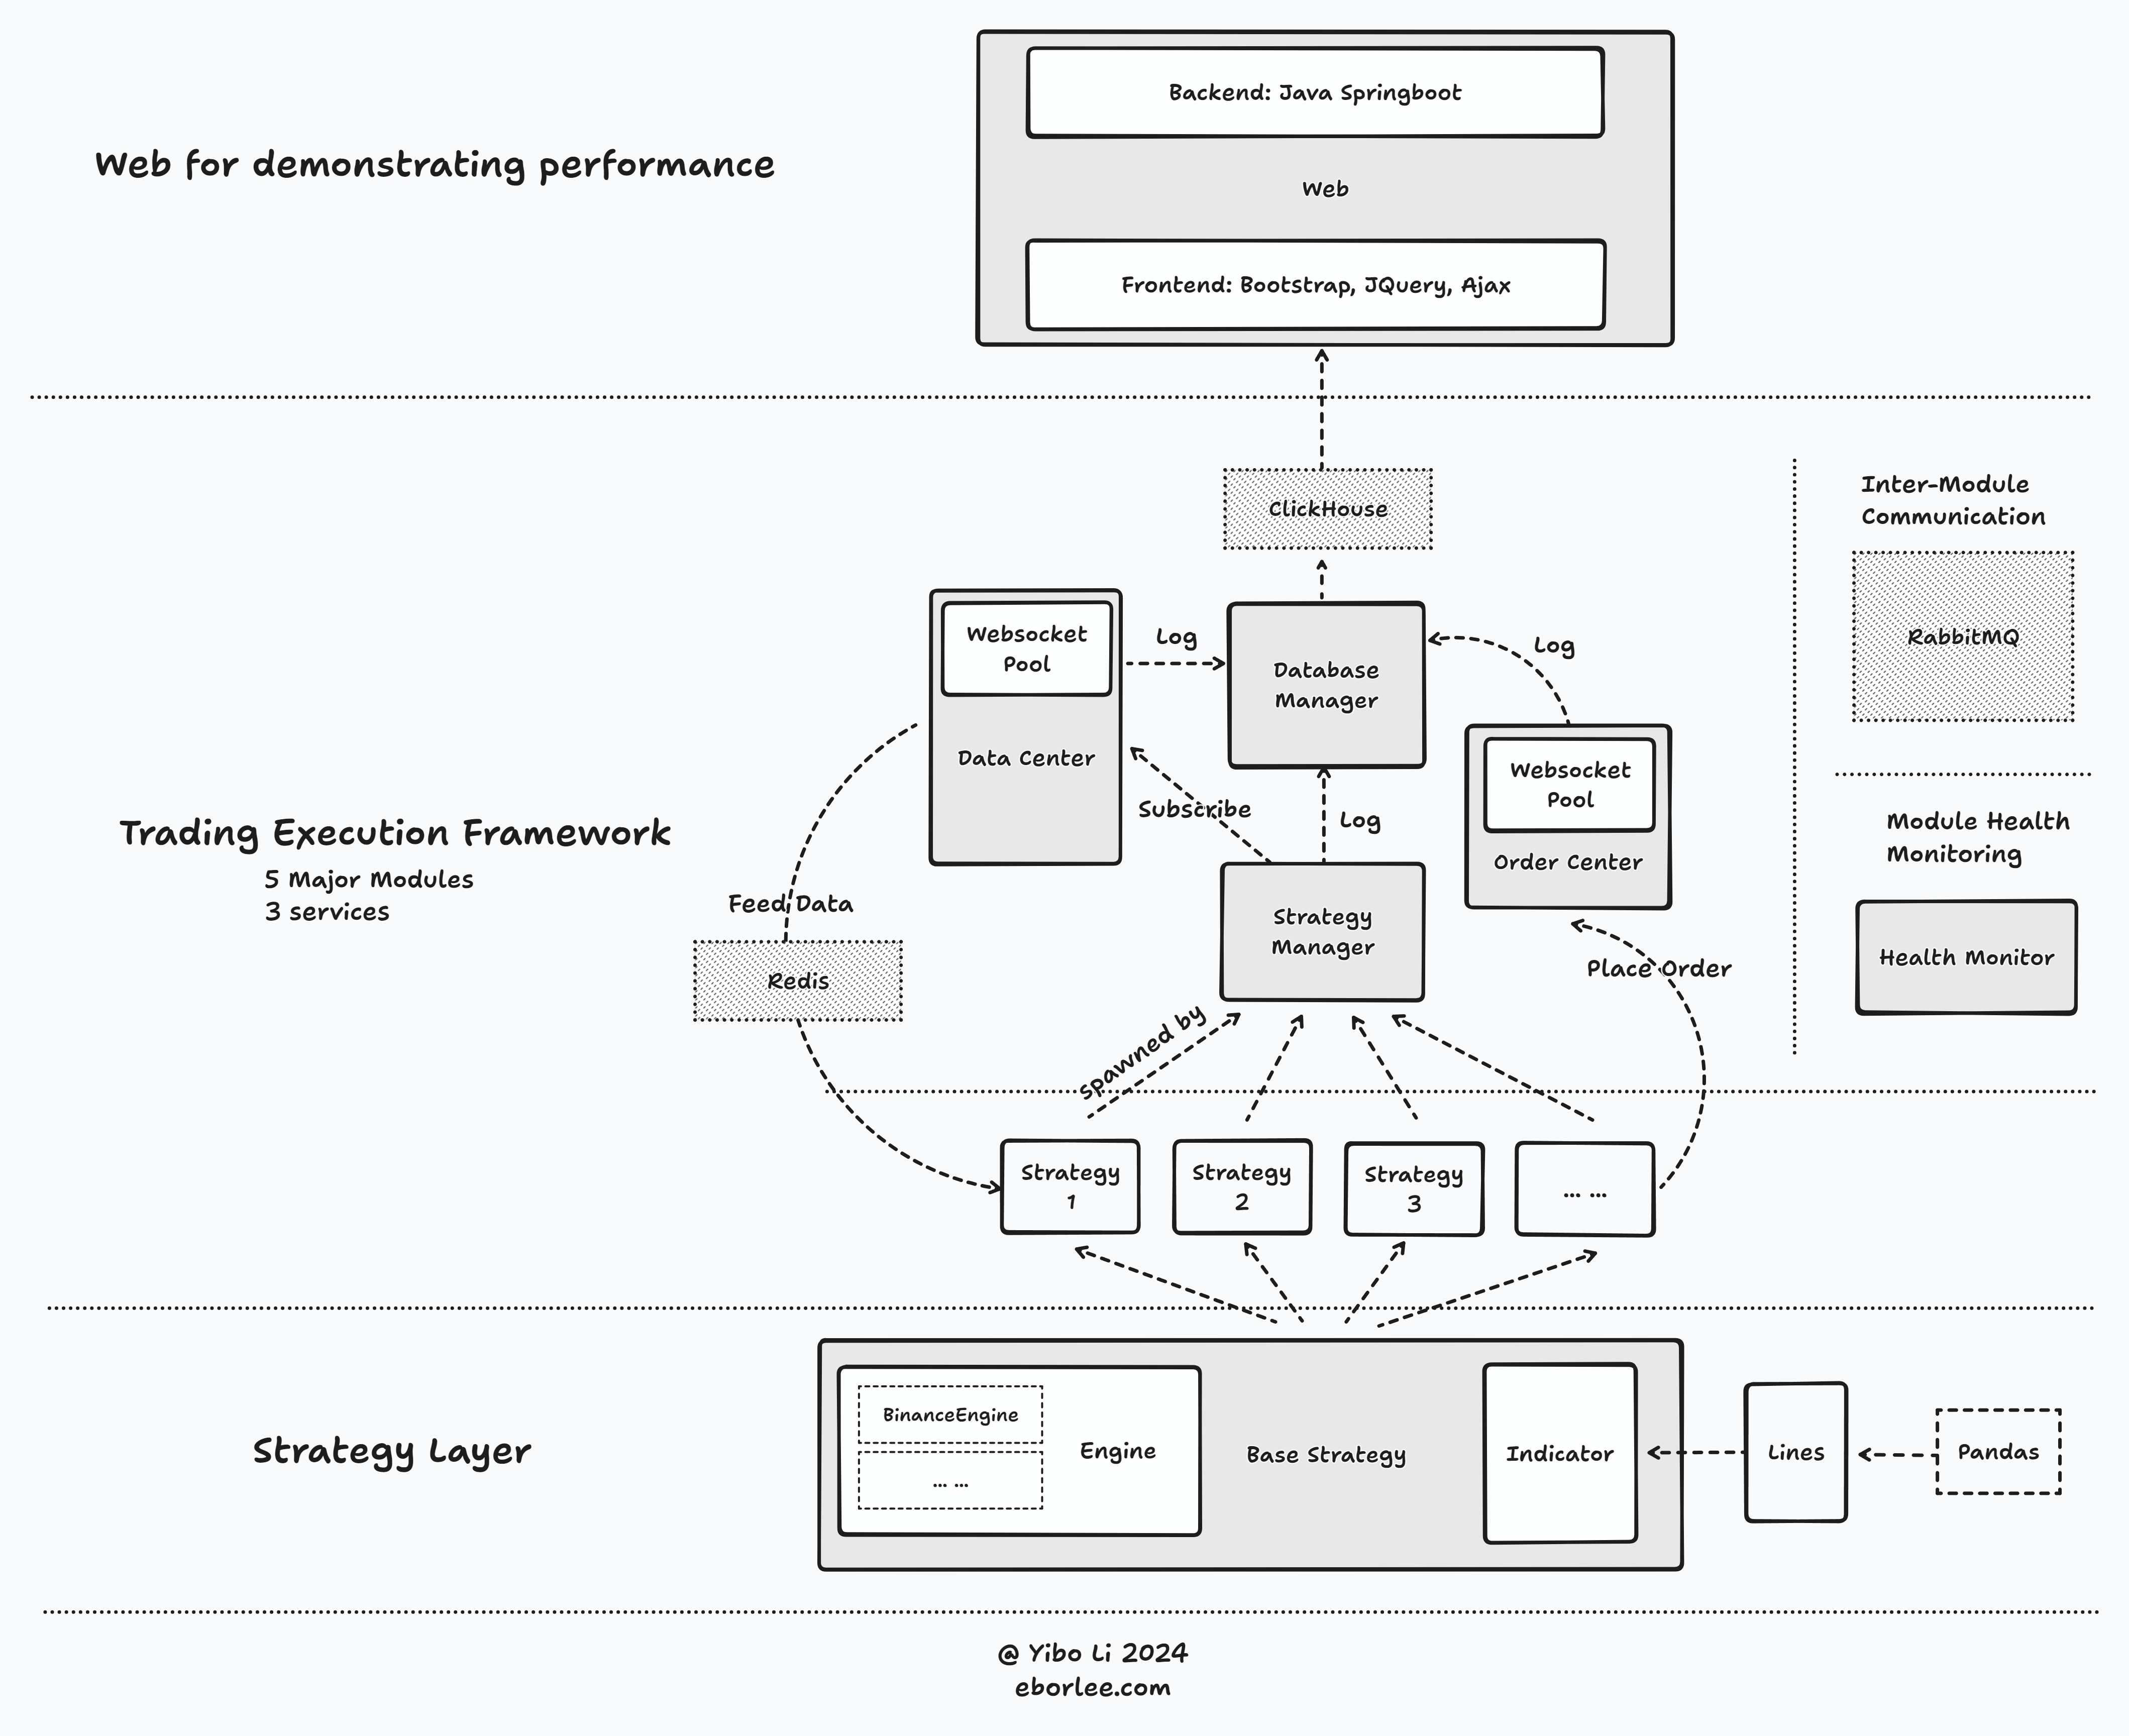 Backend: Java Springboot
Web for demonstrating performance
Web
Frontend: Bootstrap, JQuery, Ajax
ClickHouse
Inter-Module
Communication
RabbitMQ
Websocket
Pool
Data Center
Log
Database
Manager
Log
Websocket
Pool
Order Center
Subscribe
Log
Trading Execution Framework
5 Major Modules
3 services
Module Health
Monitoring
Health Monitor
Feed Data
Redis
Strategy
Manager
Place Order
spawned by
Strategy
1
Strategy
2
Strategy
3
... ...
Strategy Layer
BinanceEngine
... ...
Engine
Base Strategy
Indicator
Lines
Pandas
@ Yibo Li 2024
eborlee.com